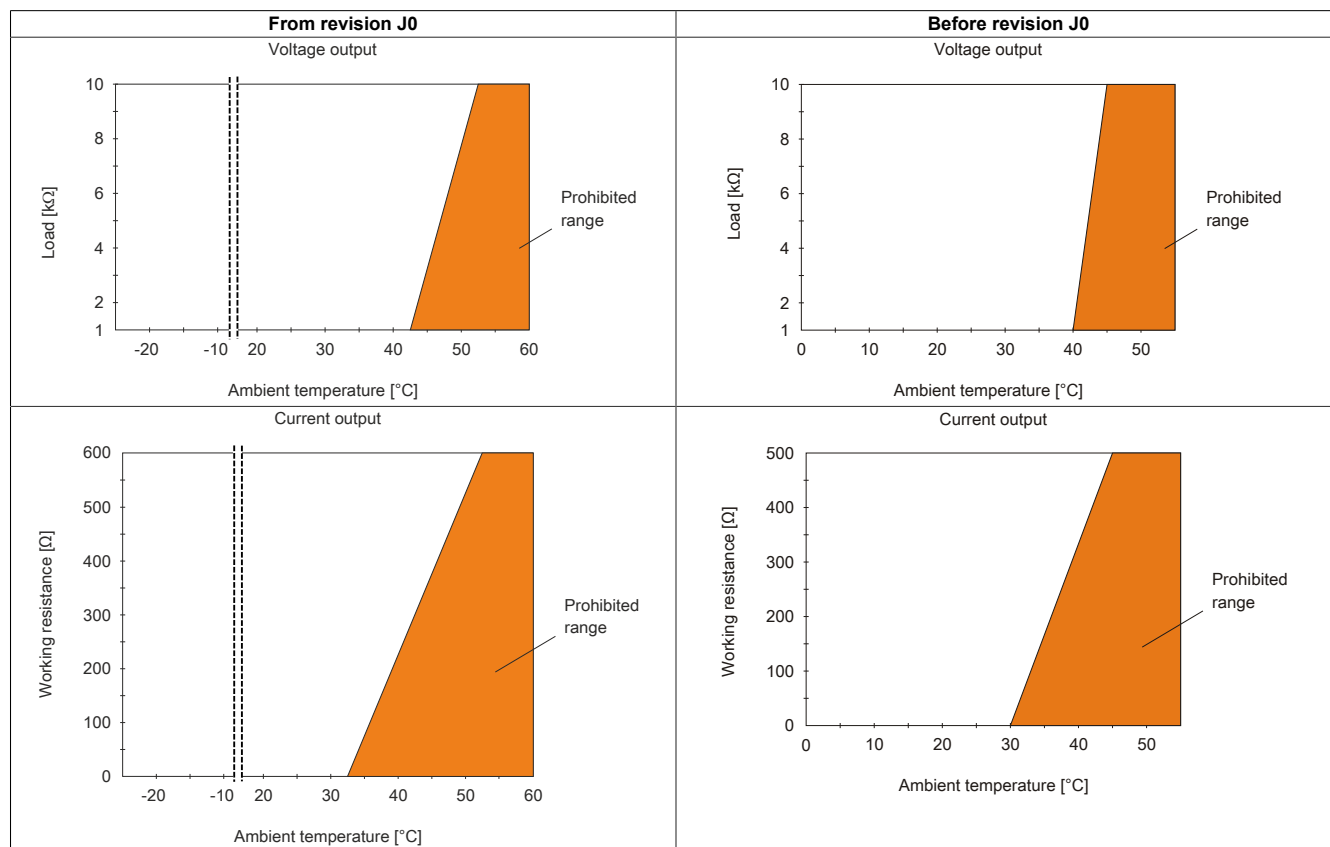 From revision J0
Before revision J0
Voltage output
10
8
6
4
2
1
Load [kΩ]
-20 -10 20 30 40 50 60
Ambient temperature [°C]
Prohibited
range
Voltage output
10
8
6
4
2
1
Load [kΩ]
0 10 20 30 40 50
Ambient temperature [°C]
Prohibited
range
Current output
600
500
400
300
200
100
0
Working resistance [Ω]
-20 -10 20 30 40 50 60
Ambient temperature [°C]
Prohibited
range
Current output
500
400
300
200
100
0
Working resistance [Ω]
0 10 20 30 40 50
Ambient temperature [°C]
Prohibited
range